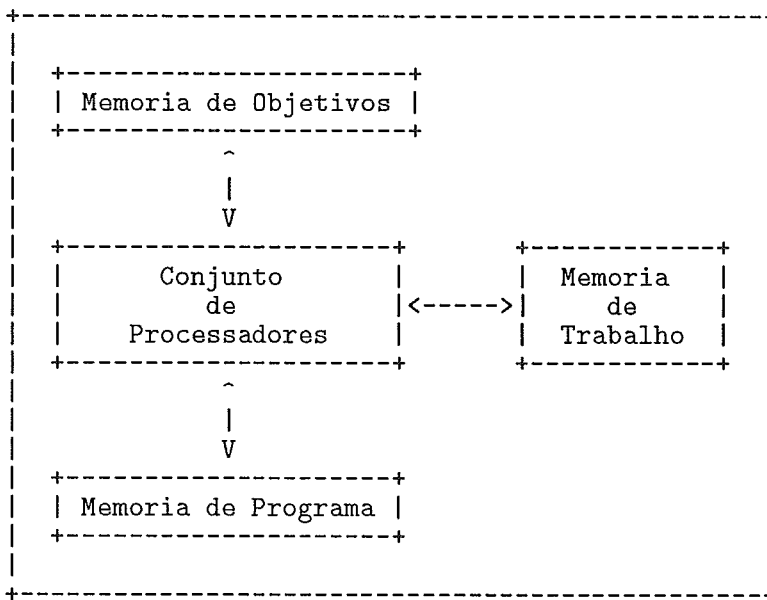 Memoria de Objetivos
Conjunto
de
Processadores
Memoria
de
Trabalho
Memoria de Programa